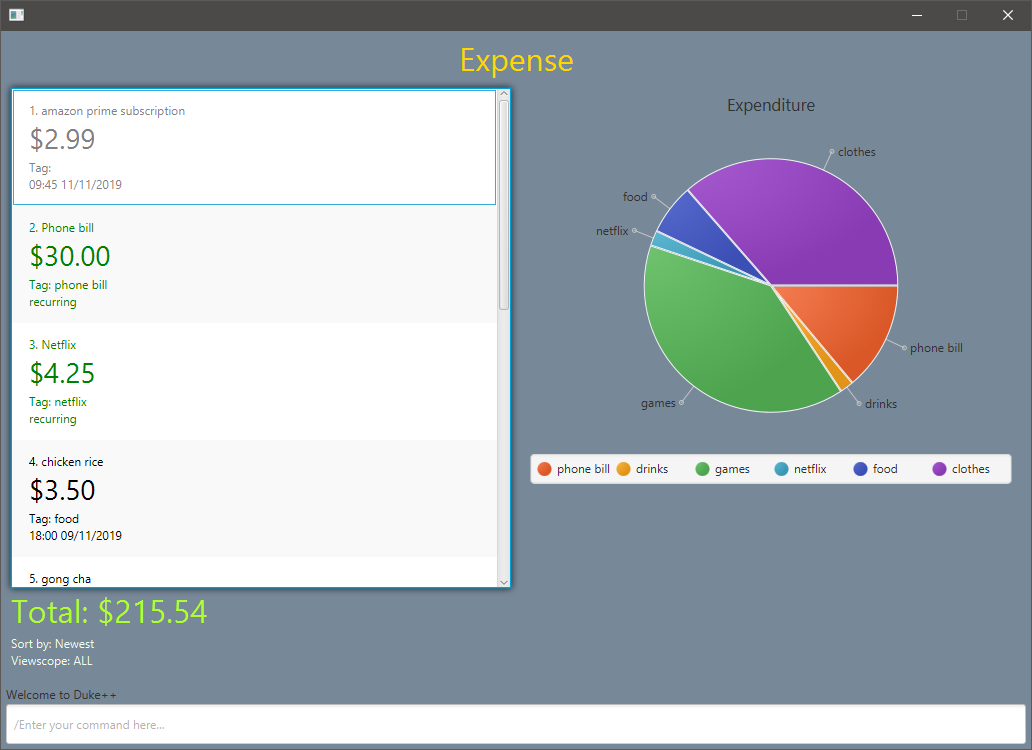 Expense
1. amazon prime subscription
$2.99
Tag:
09:45 11/11/2019
2. Phone bill
$30.00
Tag: phone bill
recurring
3. Netflix
$4.25
Tag: netflix
recurring
4. chicken rice
$3.50
Tag: food
18:00 09/11/2019
5. gong cha
Total: $215.54
Sort by: Newest
Viewscope: ALL
Expenditure
clothes
food
netflix
phone bill
games
drinks
phone bill drinks games netflix food clothes
Welcome to Duke++
/Enter your command here...